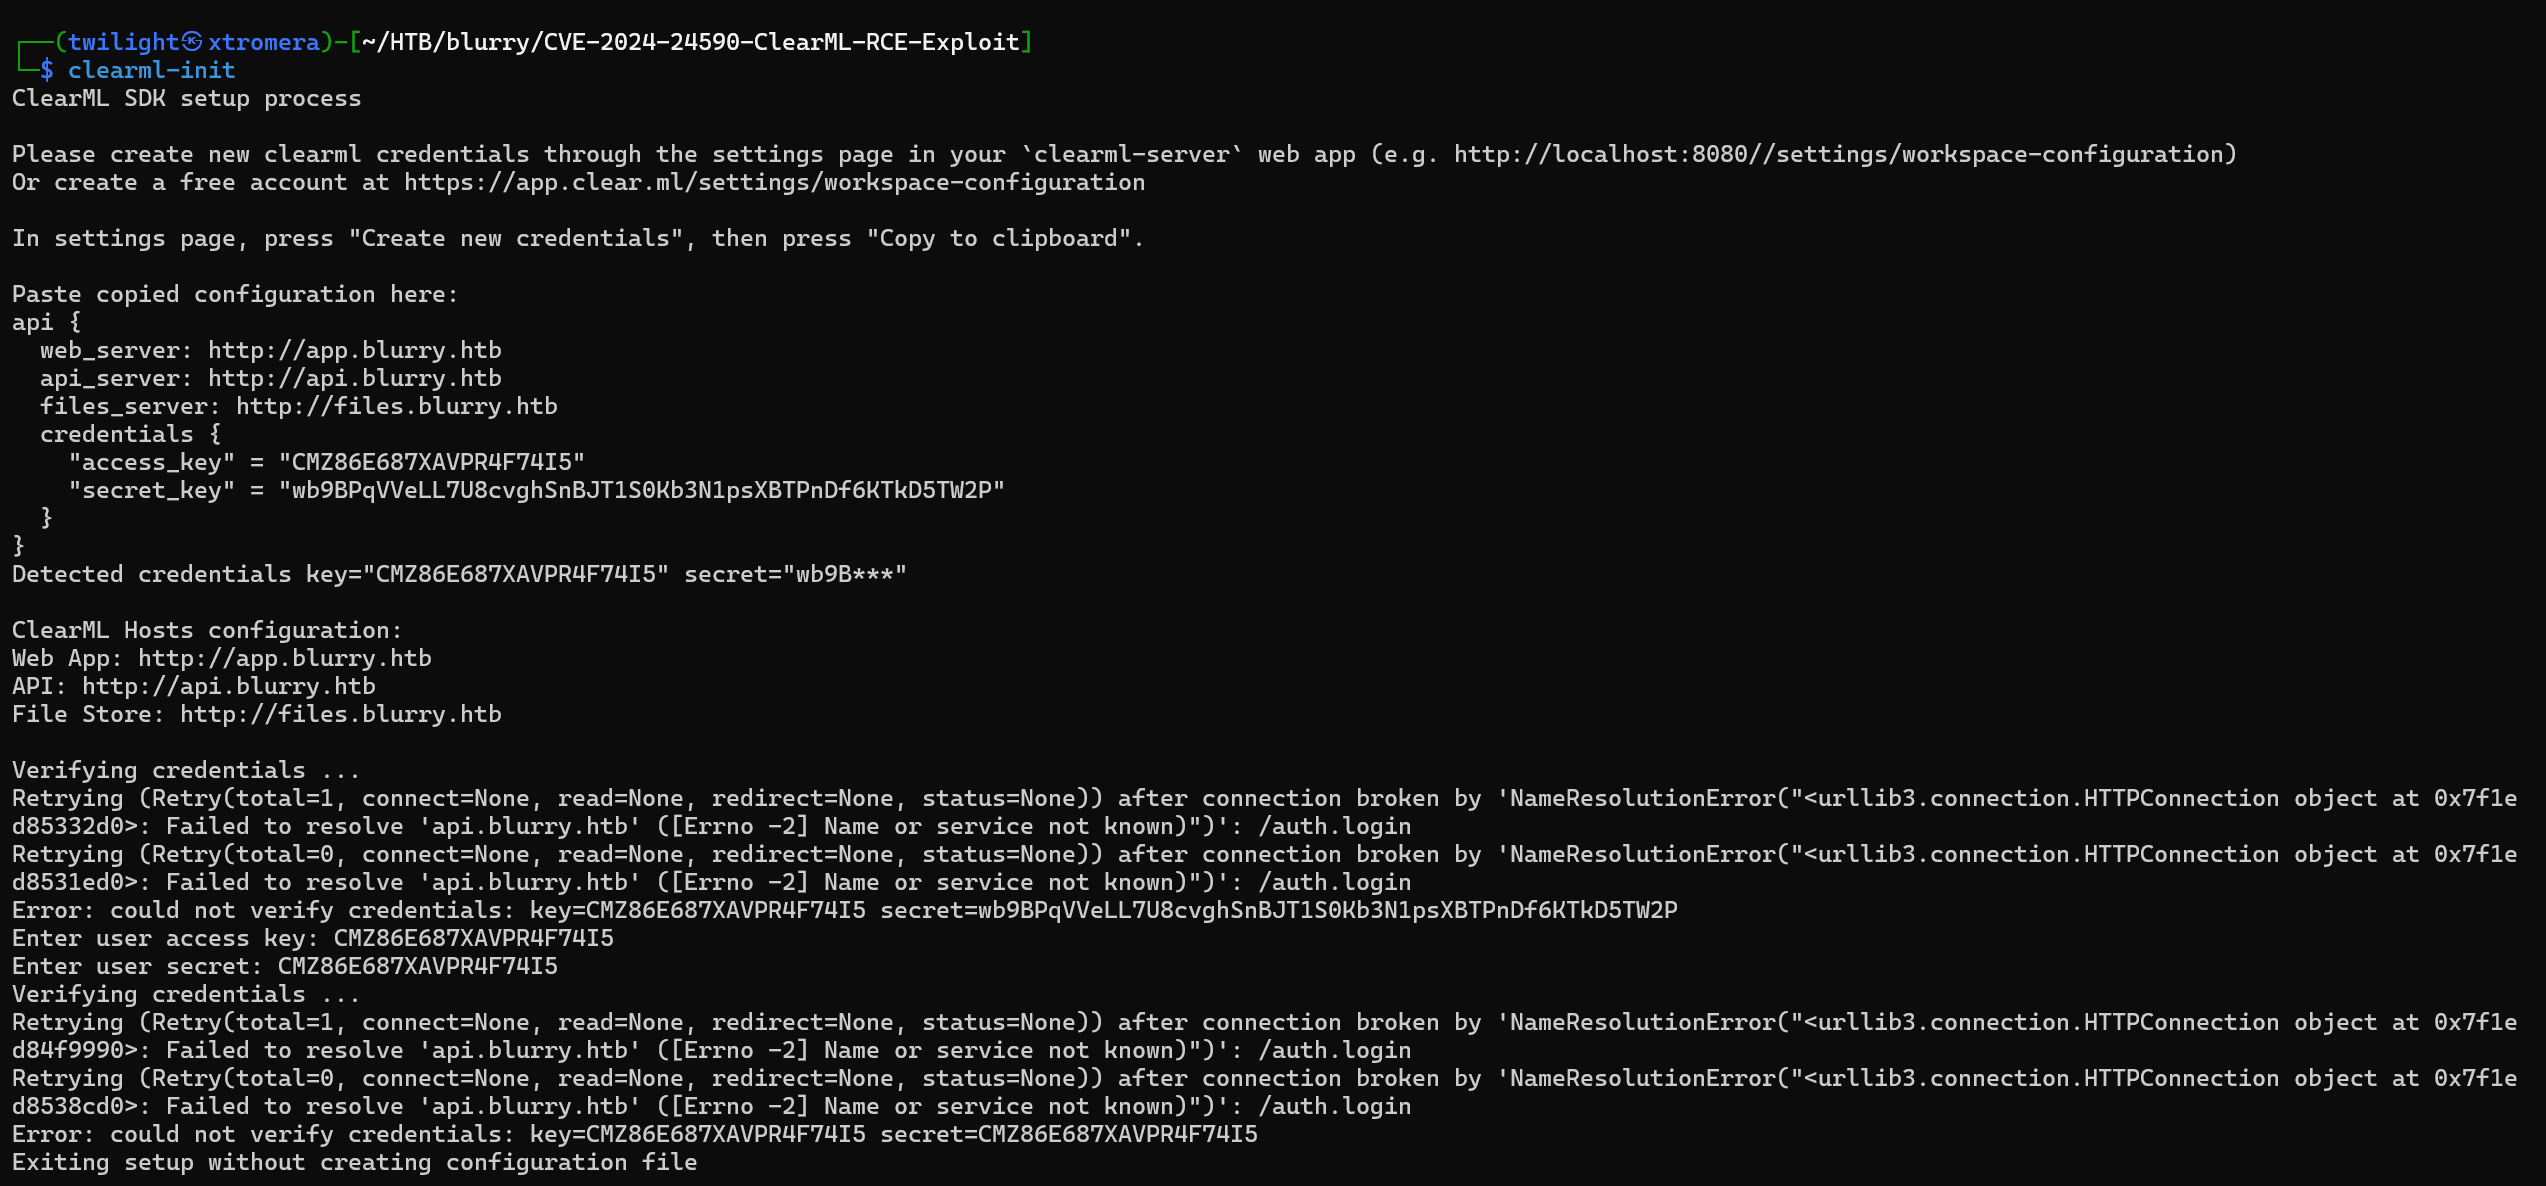 ┌──(twilight㉿xtromera)-[~/HTB/blurry/CVE-2024-24590-ClearML-RCE-Exploit]
└─$ clearml-init
ClearML SDK setup process
Please create new clearml credentials through the settings page in your `clearml-server` web app (e.g. http://localhost:8080//settings/workspace-configuration)
Or create a free account at https://app.clear.ml/settings/workspace-configuration
In settings page, press "Create new credentials", then press "Copy to clipboard".
Paste copied configuration here:
api {
  web_server: http://app.blurry.htb
  api_server: http://api.blurry.htb
  files_server: http://files.blurry.htb
  credentials {
    "access_key" = "CMZ86E687XAVPR4F74I5"
    "secret_key" = "wb9BPqVVeLL7U8cvghSnBJT1S0Kb3N1psXBTPnDf6KTkD5TW2P"
  }
}
Detected credentials key="CMZ86E687XAVPR4F74I5" secret="wb9B***"
ClearML Hosts configuration:
Web App: http://app.blurry.htb
API: http://api.blurry.htb
File Store: http://files.blurry.htb
Verifying credentials ...
Retrying (Retry(total=1, connect=None, read=None, redirect=None, status=None)) after connection broken by 'NameResolutionError("<urllib3.connection.HTTPConnection object at 0x7f1e
d85332d0>: Failed to resolve 'api.blurry.htb' ([Errno -2] Name or service not known)")': /auth.login
Retrying (Retry(total=0, connect=None, read=None, redirect=None, status=None)) after connection broken by 'NameResolutionError("<urllib3.connection.HTTPConnection object at 0x7f1e
d8531ed0>: Failed to resolve 'api.blurry.htb' ([Errno -2] Name or service not known)")': /auth.login
Error: could not verify credentials: key=CMZ86E687XAVPR4F74I5 secret=wb9BPqVVeLL7U8cvghSnBJT1S0Kb3N1psXBTPnDf6KTkD5TW2P
Enter user access key: CMZ86E687XAVPR4F74I5
Enter user secret: CMZ86E687XAVPR4F74I5
Verifying credentials ...
Retrying (Retry(total=1, connect=None, read=None, redirect=None, status=None)) after connection broken by 'NameResolutionError("<urllib3.connection.HTTPConnection object at 0x7f1e
d84f9990>: Failed to resolve 'api.blurry.htb' ([Errno -2] Name or service not known)")': /auth.login
Retrying (Retry(total=0, connect=None, read=None, redirect=None, status=None)) after connection broken by 'NameResolutionError("<urllib3.connection.HTTPConnection object at 0x7f1e
d8538cd0>: Failed to resolve 'api.blurry.htb' ([Errno -2] Name or service not known)")': /auth.login
Error: could not verify credentials: key=CMZ86E687XAVPR4F74I5 secret=CMZ86E687XAVPR4F74I5
Exiting setup without creating configuration file